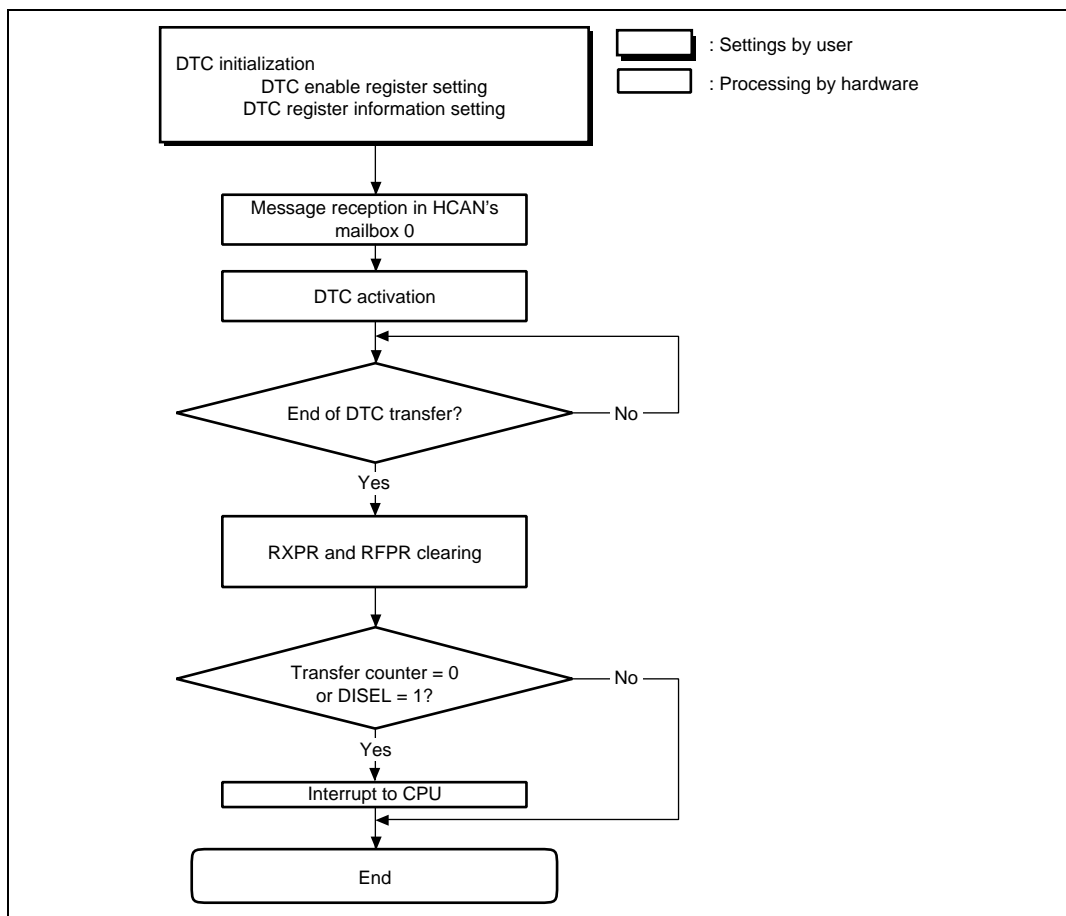 DTC initialization
DTC enable register setting
DTC register information setting
: Settings by user
: Processing by hardware
Message reception in HCAN's
mailbox 0
DTC activation
End of DTC transfer?
No
Yes
RXPR and RFPR clearing
Transfer counter = 0
or DISEL = 1?
No
Yes
Interrupt to CPU
End